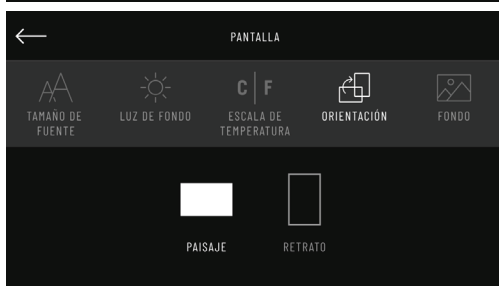 PANTALLA
C | F
TAMAÑO DE
FUENTE
LUZ DE FONDO
ESCALA DE
TEMPERATURA
ORIENTACIÓN
FONDO
PAISAJE
RETRATO